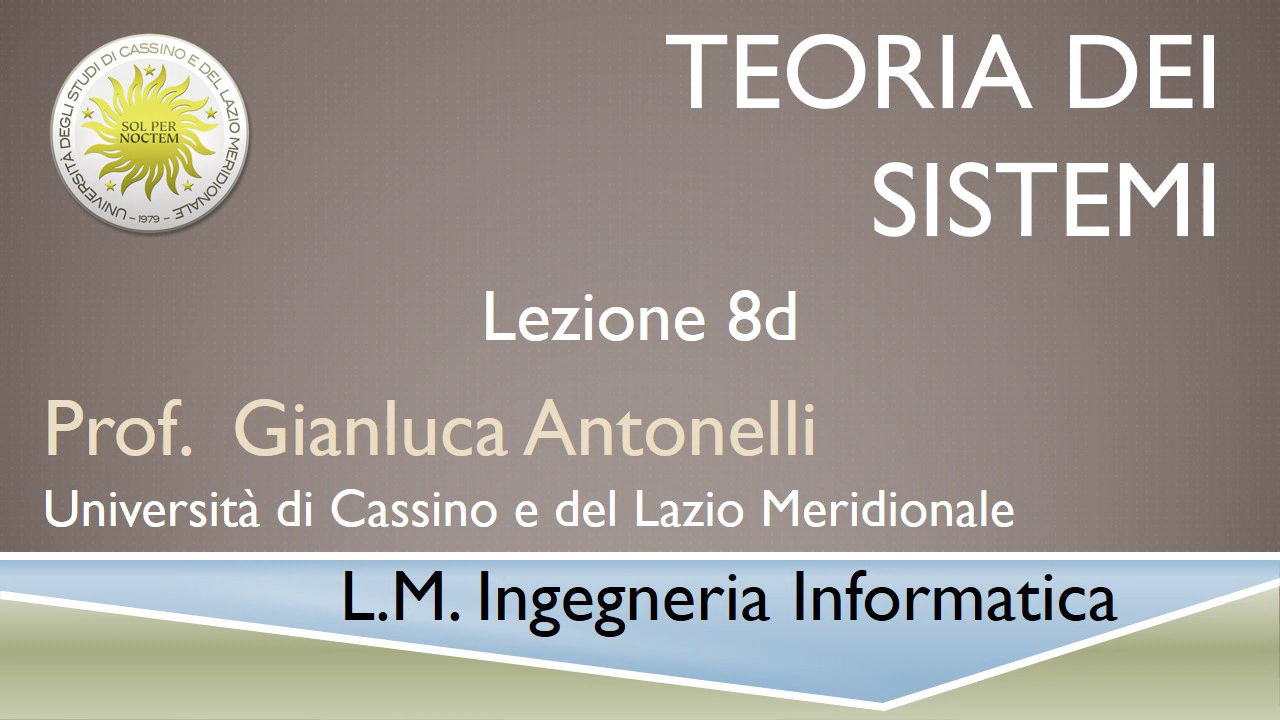 UNIVERSITÀ DEGLI STUDI DI CASSINO E DEL LAZIO MERIDIONALE
SOL PER
NOCTEM
– 1979 –
TEORIA DEI
SISTEMI
Lezione 8d
Prof. Gianluca Antonelli
Università di Cassino e del Lazio Meridionale
L.M. Ingegneria Informatica